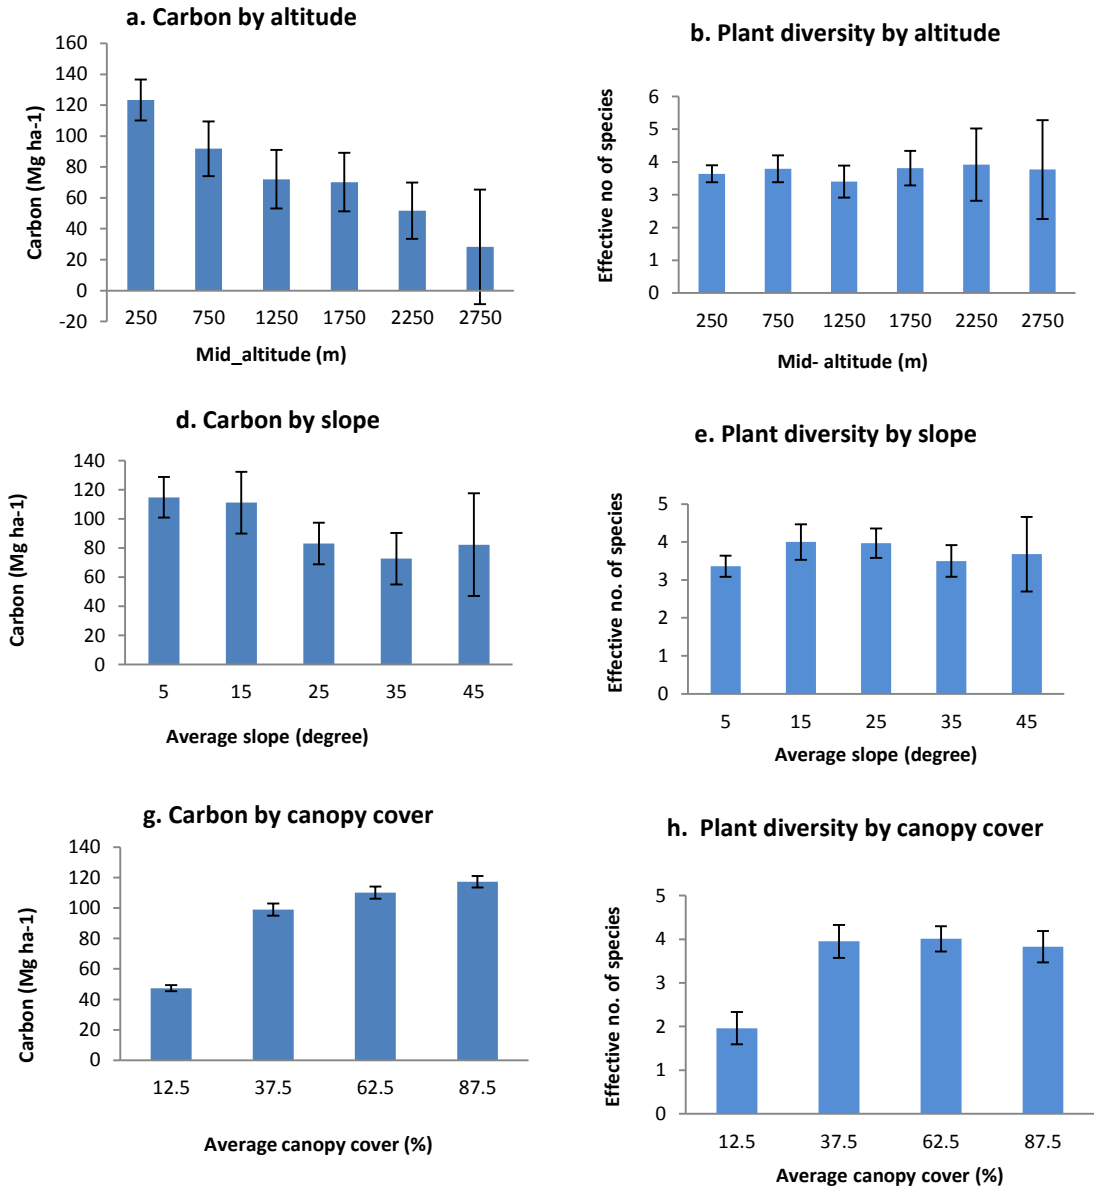 a. Carbon by altitude
160
140
120
100
80
60
40
20
0
-20
Carbon (Mg ha-1)
250 750 1250 1750 2250 2750
Mid_altitude (m)
b. Plant diversity by altitude
6
5
4
3
2
1
0
Effective no of species
250 750 1250 1750 2250 2750
Mid- altitude (m)
d. Carbon by slope
140
120
100
80
60
40
20
0
Carbon (Mg ha-1)
5 15 25 35 45
Average slope (degree)
e. Plant diversity by slope
5
4
3
2
1
0
Effective no. of species
5 15 25 35 45
Average slope (degree)
g. Carbon by canopy cover
140
120
100
80
60
40
20
0
Carbon (Mg ha-1)
12.5 37.5 62.5 87.5
Average canopy cover (%)
h. Plant diversity by canopy cover
5
4
3
2
1
0
Effective no. of species
12.5 37.5 62.5 87.5
Average canopy cover (%)